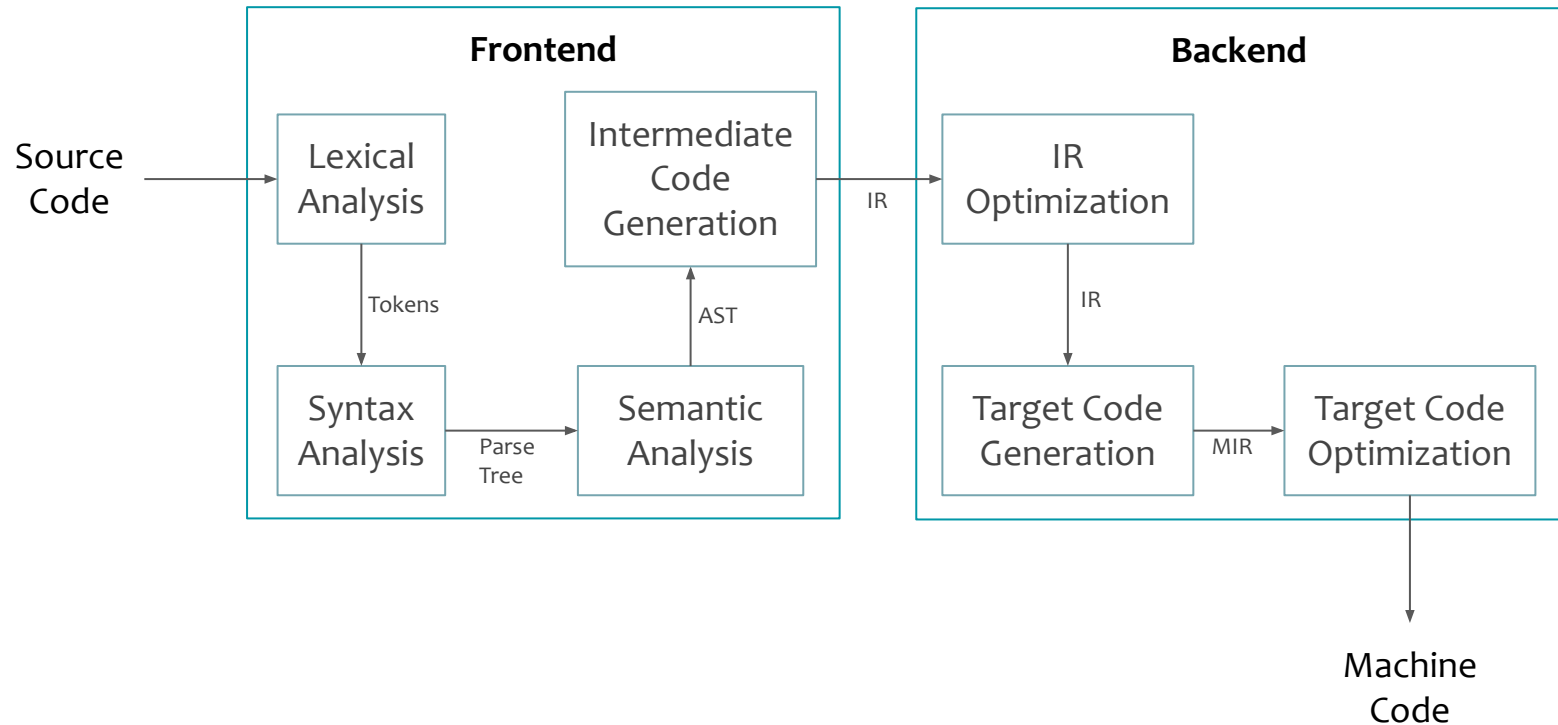 Frontend
Backend
Source
Code
Lexical
Analysis
Tokens
Syntax
Analysis
Parse
Tree
Semantic
Analysis
AST
Intermediate
Code
Generation
IR
IR
Optimization
IR
Target Code
Generation
MIR
Target Code
Optimization
Machine
Code